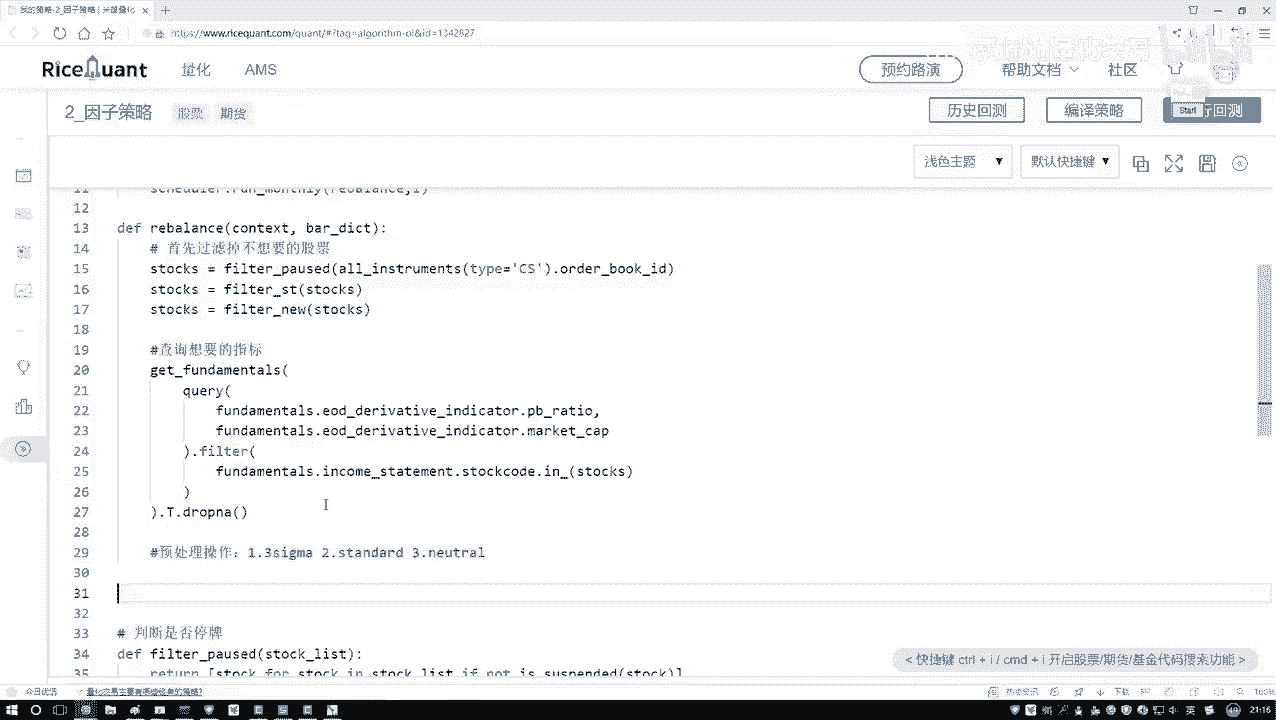 我的策略-2_因子策略 | 米筐量化
https://www.ricequant.com/quant/#?tag=algorithm-ol&id=1342827
RiceQuant 量化 AMS 预约路演 帮助文档 社区
2_因子策略 股票 期货 历史回测 编译策略 回测
Start
浅色主题 默认快捷键
11 scheduler.run_monthly(rebalance,1)
12
13 def rebalance(context, bar_dict):
14 # 首先过滤掉不想要的股票
15 stocks = filter_paused(all_instruments(type='CS').order_book_id)
16 stocks = filter_st(stocks)
17 stocks = filter_new(stocks)
18
19 #查询想要的指标
20 get_fundamentals(
21 query(
22 fundamentals.eod_derivative_indicator.pb_ratio,
23 fundamentals.eod_derivative_indicator.market_cap
24 ).filter(
25 fundamentals.income_statement.stockcode.in_(stocks)
26 )
27 ).T.dropna()
28
29 #预处理操作：1.3sigma 2.standard 3.neutral
30
31
32
33 # 判断是否停牌
34 def filter_paused(stock_list):
35 return [stock for stock in stock_list if not is_suspended(stock)]
<快捷键 ctrl + i / cmd + i 开启股票/期货/基金代码搜索功能 >
今日优选 量化交易主要有哪些经典的策略? 下载 160%
英 21:16